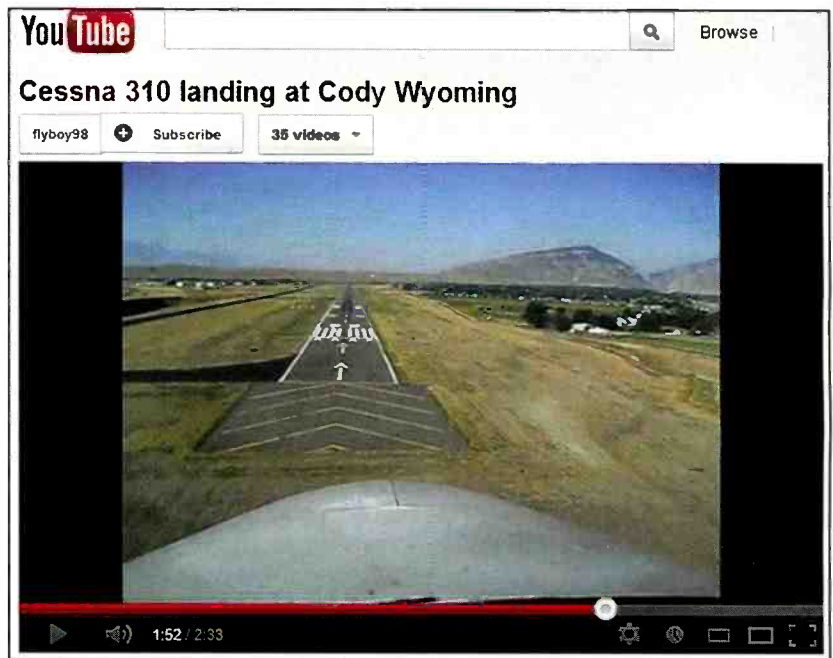 YouTube Browse
Cessna 310 landing at Cody Wyoming
flyboy98 Subscribe 35 videos
1:52 / 2:33